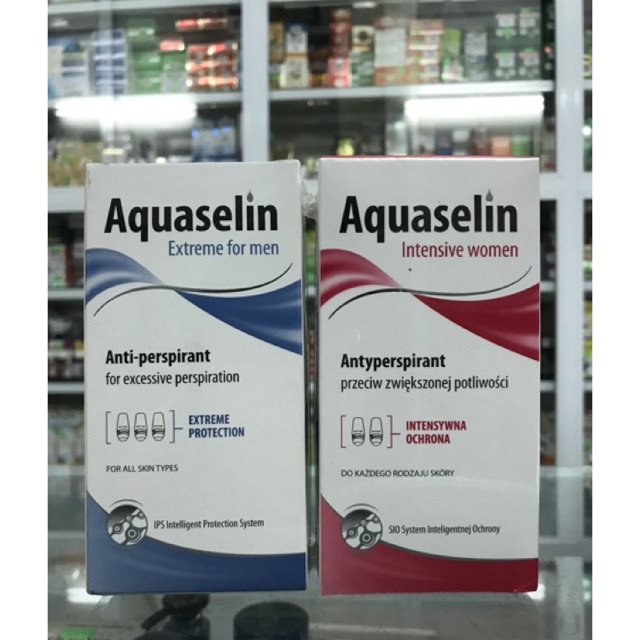 Aquaselin
Extreme for men
Anti-perspirant
for excessive perspiration
EXTREME
PROTECTION
FOR ALL SKIN TYPES
IPS Intelligent Protection System
Aquaselin
Intensive women
Antyperspirant
przeciw zwiększonej potliwości
INTENSYWNA
OCHRONA
DO KAŻDEGO RODZAJU SKÓRY
SIO System Inteligentnej Ochrony